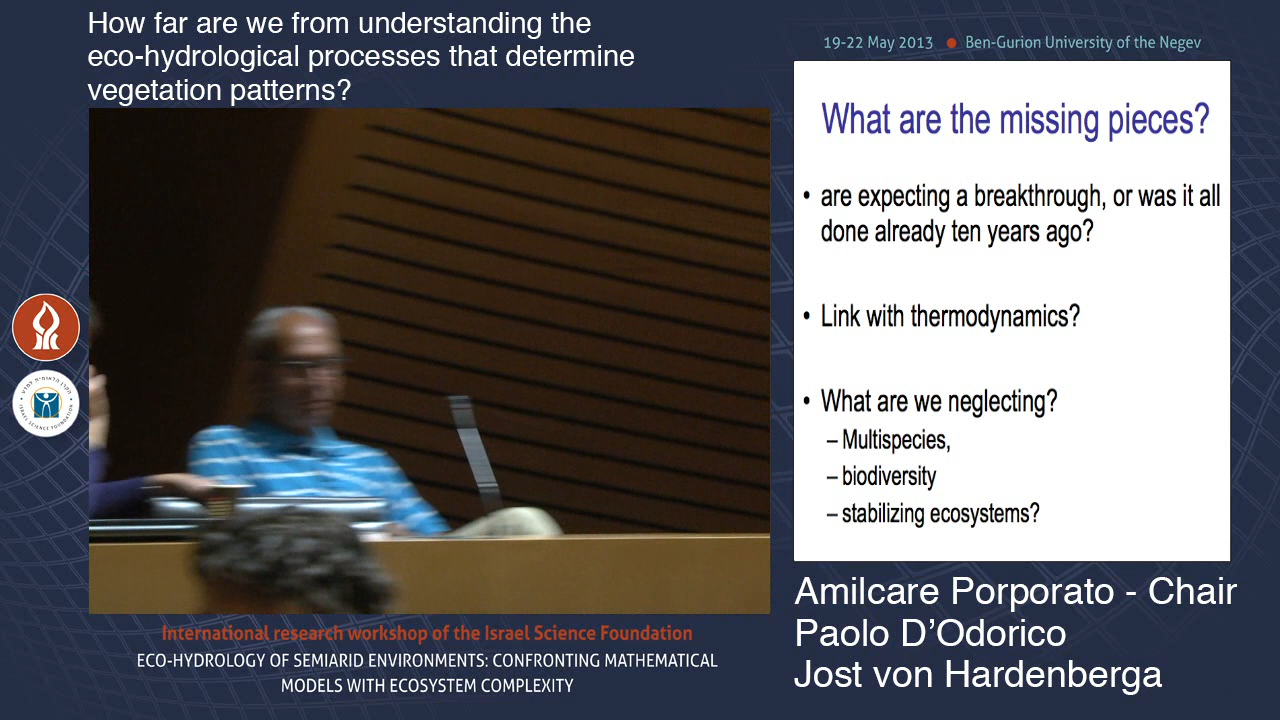 How far are we from understanding the
eco-hydrological processes that determine
vegetation patterns?
19-22 May 2013 ● Ben-Gurion University of the Negev
What are the missing pieces?
• are expecting a breakthrough, or was it all
done already ten years ago?
• Link with thermodynamics?
• What are we neglecting?
– Multispecies,
– biodiversity
– stabilizing ecosystems?
ISRAEL SCIENCE FOUNDATION
Amilcare Porporato - Chair
Paolo D’Odorico
Jost von Hardenberga
International research workshop of the Israel Science Foundation
ECO-HYDROLOGY OF SEMIARID ENVIRONMENTS: CONFRONTING MATHEMATICAL
MODELS WITH ECOSYSTEM COMPLEXITY